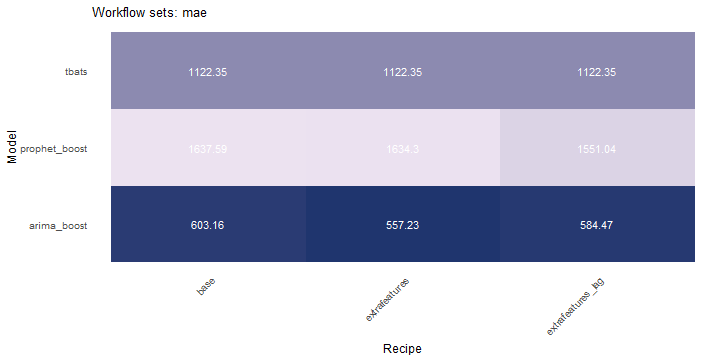 Workflow sets: mae
Model
tbats 1122.35 1122.35 1122.35
prophet_boost 1637.59 1634.3 1551.04
arima_boost 603.16 557.23 584.47
base extrafeatures extrafeatures_lag
Recipe